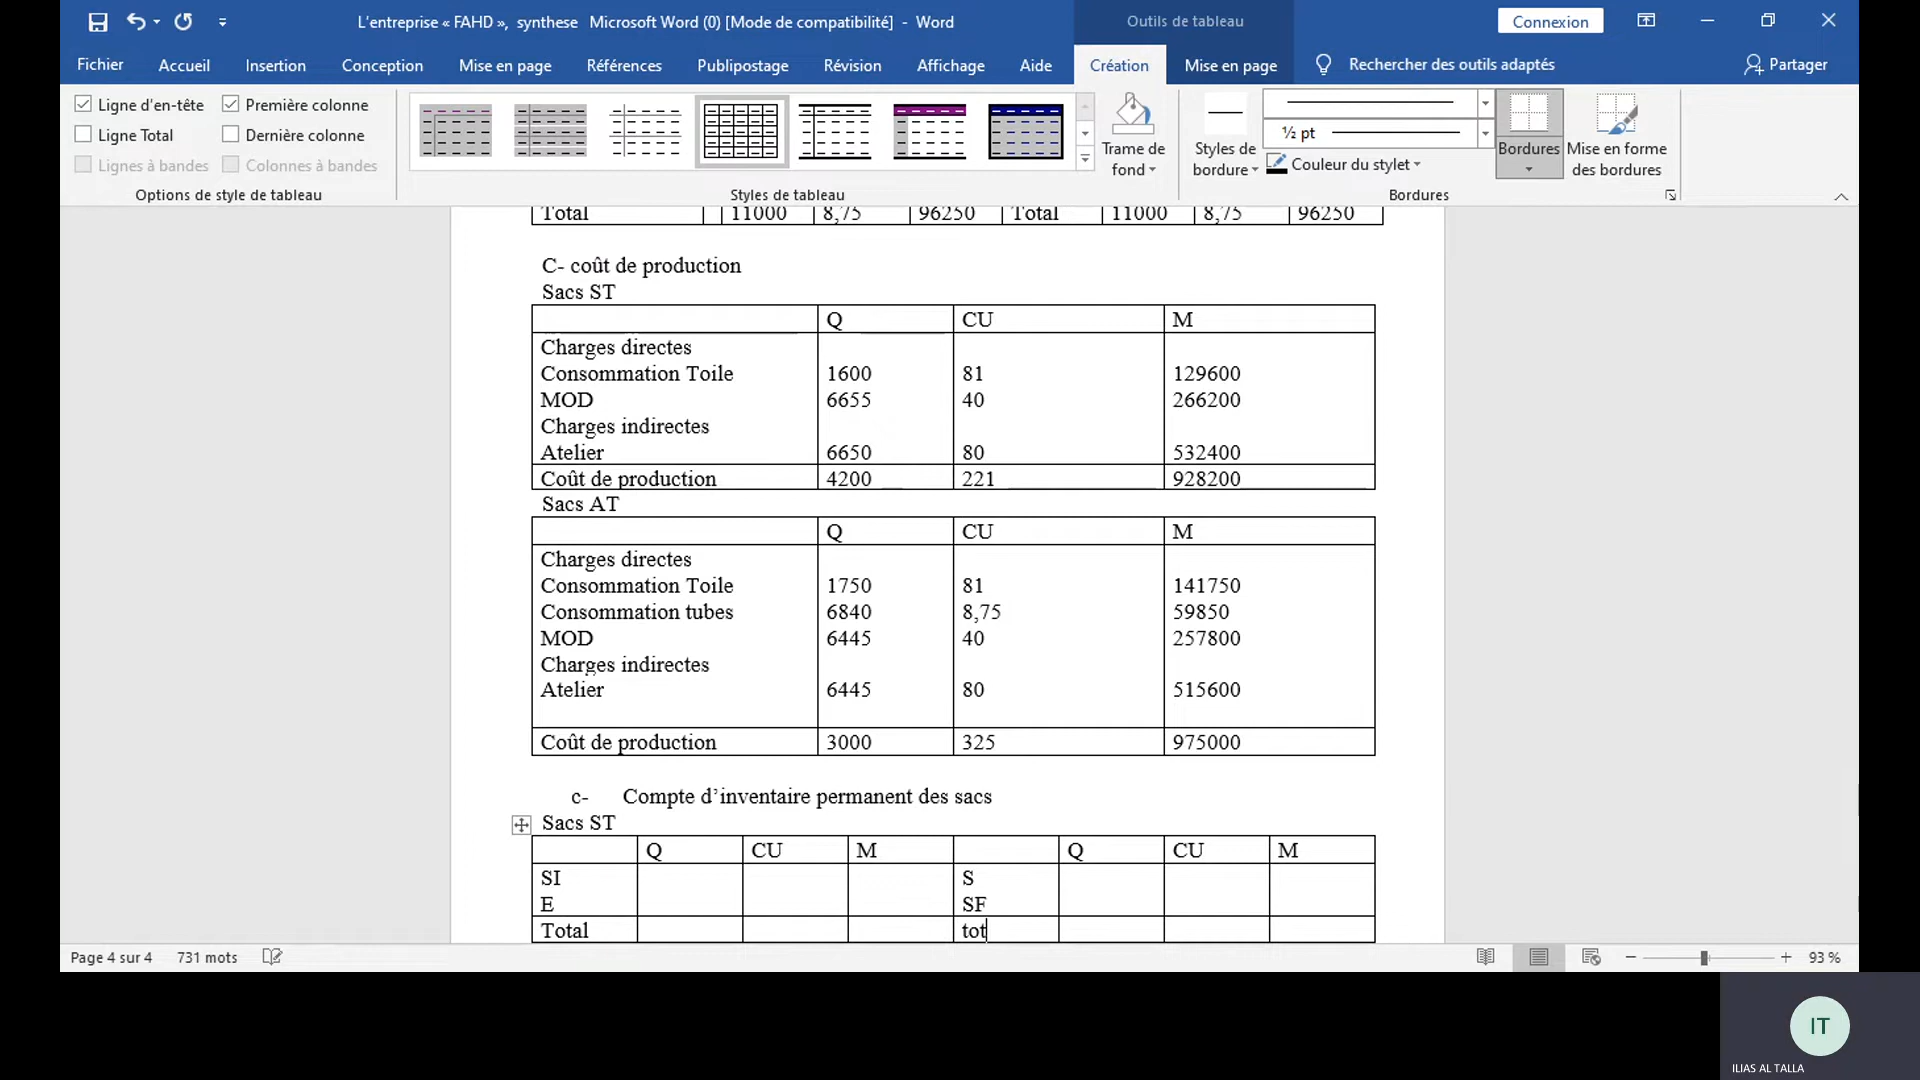 L'entreprise « FAHD », synthese Microsoft Word (0) [Mode de compatibilité] - Word
Outils de tableau
Connexion
Fichier Accueil Insertion Conception Mise en page Références Publipostage Révision Affichage Aide Création Mise en page Rechercher des outils adaptés Partager
Ligne d'en-tête Première colonne
Ligne Total Dernière colonne
Lignes à bandes Colonnes à bandes
Options de style de tableau
Styles de tableau
Trame de fond
Styles de bordure
½ pt
Couleur du stylet
Bordures
Mise en forme des bordures
Bordures
Total 11000 8,75 96250 Total 11000 8,75 96250
C- coût de production
Sacs ST
Q CU M
Charges directes
Consommation Toile 1600 81 129600
MOD 6655 40 266200
Charges indirectes
Atelier 6650 80 532400
Coût de production 4200 221 928200
Sacs AT
Q CU M
Charges directes
Consommation Toile 1750 81 141750
Consommation tubes 6840 8,75 59850
MOD 6445 40 257800
Charges indirectes
Atelier 6445 80 515600
Coût de production 3000 325 975000
c- Compte d’inventaire permanent des sacs
Sacs ST
Q CU M Q CU M
SI S
E SF
Total tot
Page 4 sur 4 731 mots 93 %
IT
ILIAS AL TALLA